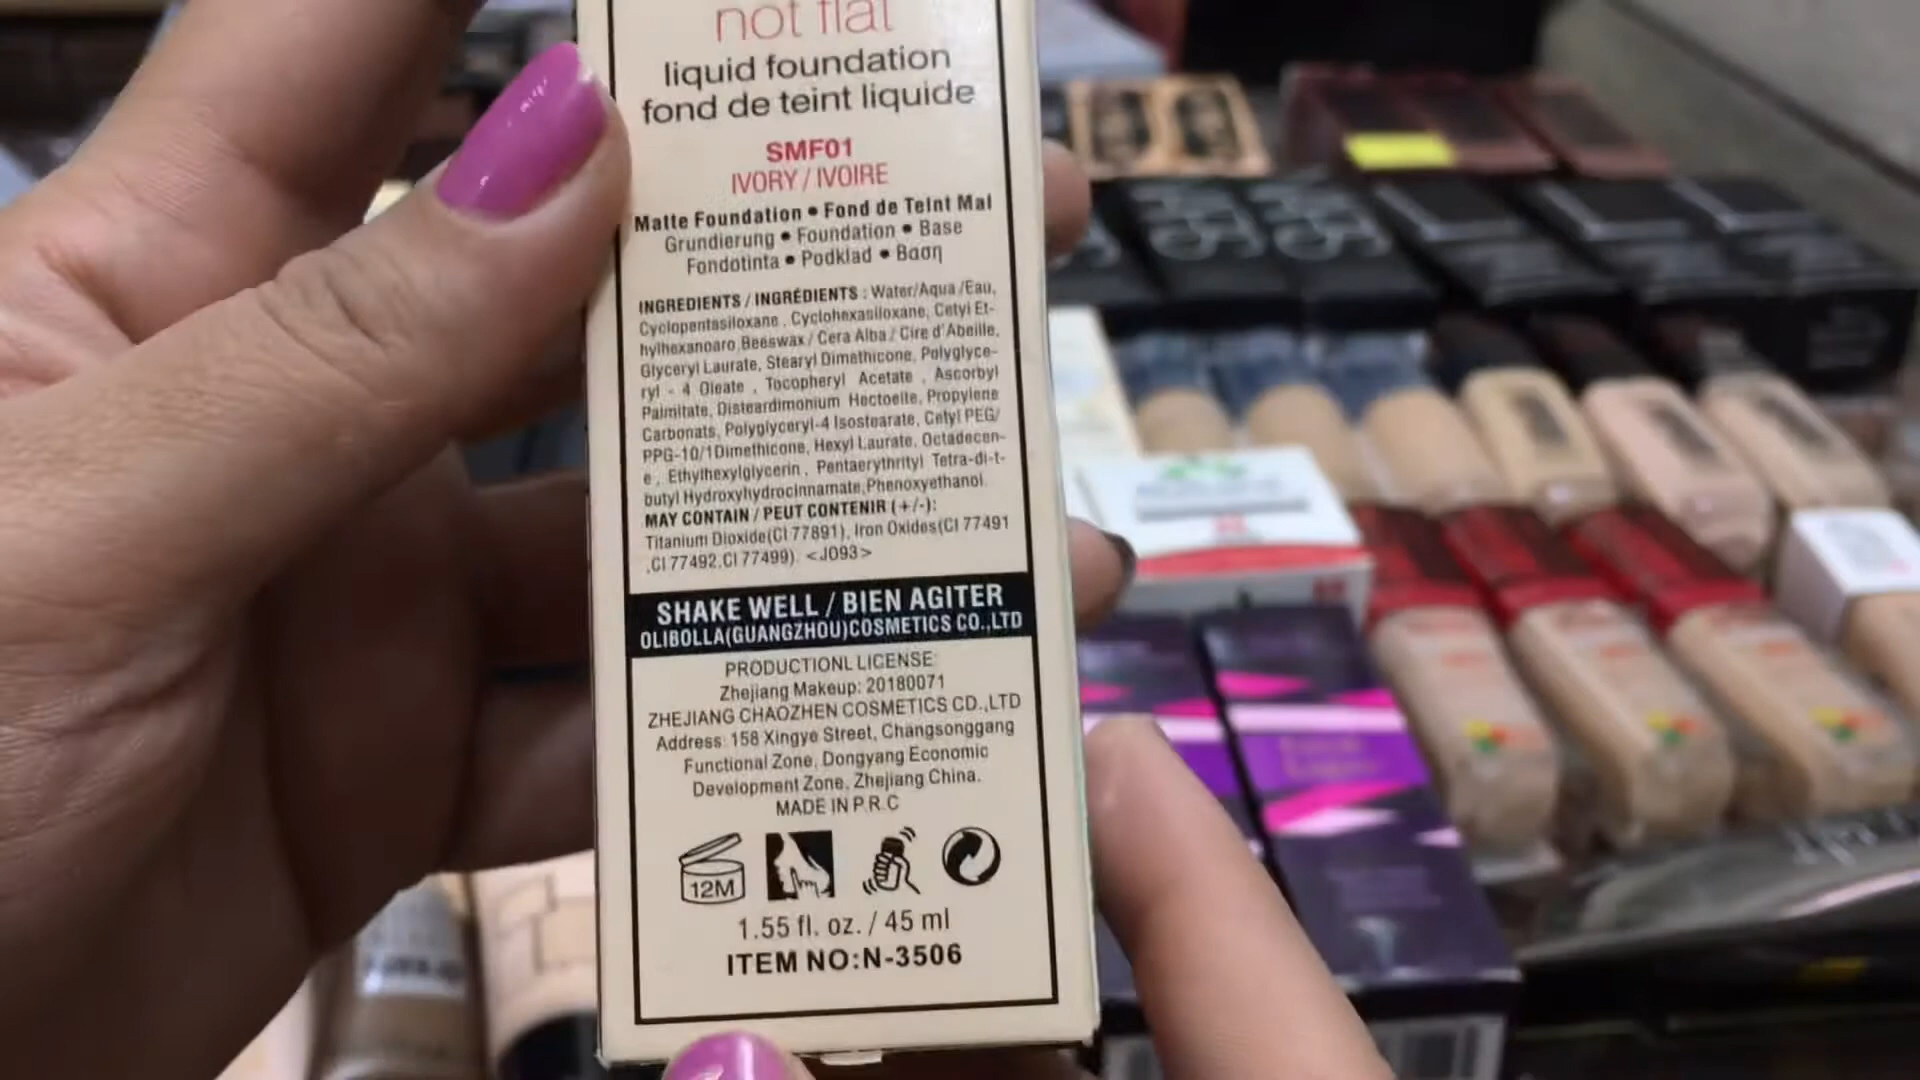 not flat
liquid foundation
fond de teint liquide
SMF01
IVORY / IVOIRE
Matte Foundation • Fond de Teint Mai
Grundierung • Foundation • Base
Fondotinta • Podklad • Βαση
INGREDIENTS / INGRÉDIENTS : Water/Aqua /Eau,
Cyclopentasiloxane , Cyclohexasiloxane, Cetyl Et-
hylhexanoaro,Beeswax / Cera Alba / Cire d'Abeille,
Glyceryl Laurate, Stearyl Dimethicone, Polyglyce-
ryl - 4 Oleate , Tocopheryl Acetate , Ascorbyl
Palmitate, Disteardimonium Hectoelte, Propylene
Carbonats, Polyglyceryl-4 Isostearate, Cetyl PEG/
PPG-10/1Dimethicone, Hexyl Laurate, Octadecen-
e , Ethylhexylglycerin , Pentaerythrityl Tetra-di-t-
butyl Hydroxyhydrocinnamate,Phenoxyethanol.
MAY CONTAIN / PEUT CONTENIR (+/-):
Titanium Dioxide(CI 77891), Iron Oxides(CI 77491
,CI 77492,CI 77499). <J093>
SHAKE WELL / BIEN AGITER
OLIBOLLA(GUANGZHOU)COSMETICS CO.,LTD
PRODUCTIONL LICENSE:
Zhejiang Makeup: 20180071
ZHEJIANG CHAOZHEN COSMETICS CD.,LTD
Address: 158 Xingye Street, Changsonggang
Functional Zone, Dongyang Economic
Development Zone, Zhejiang China.
MADE IN P.R.C
12M
1.55 fl. oz. / 45 ml
ITEM NO:N-3506